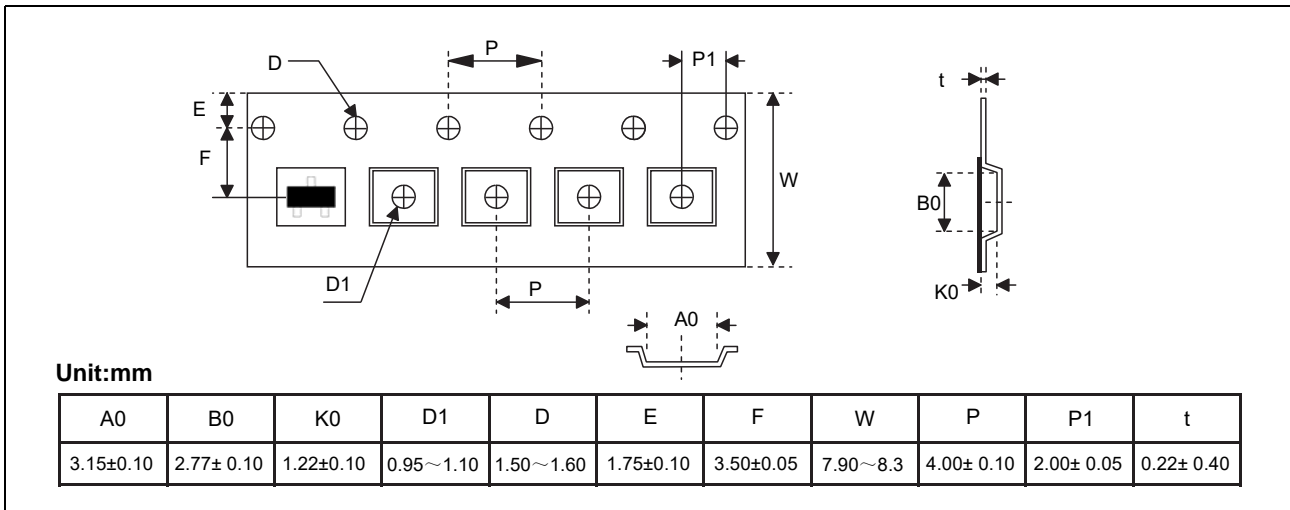 P
P1
D
t
E
F
W
B0
D1
P
K0
A0
Unit:mm
A0 B0 K0 D1 D E F W P P1 t
3.15±0.10 2.77± 0.10 1.22±0.10 0.95～1.10 1.50～1.60 1.75±0.10 3.50±0.05 7.90～8.3 4.00± 0.10 2.00± 0.05 0.22± 0.40